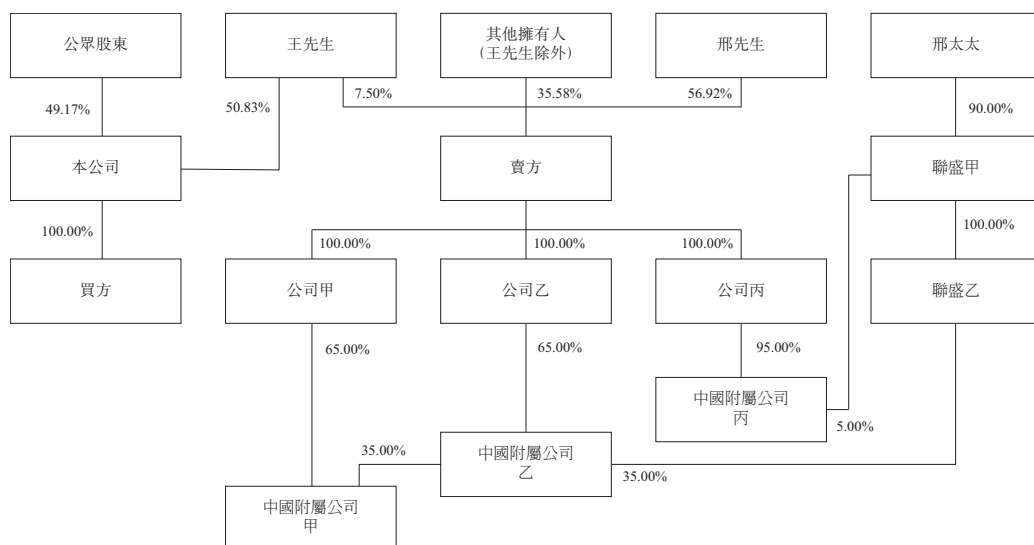 公眾股東
王先生
其他擁有人
(王先生除外)
邢先生
邢太太
49.17%
50.83%
7.50%
35.58%
56.92%
90.00%
本公司
賣方
聯盛甲
100.00%
100.00%
100.00%
100.00%
100.00%
買方
公司甲
公司乙
公司丙
聯盛乙
65.00%
65.00%
95.00%
中國附屬公司
丙
5.00%
35.00%
中國附屬公司
乙
35.00%
中國附屬公司
甲